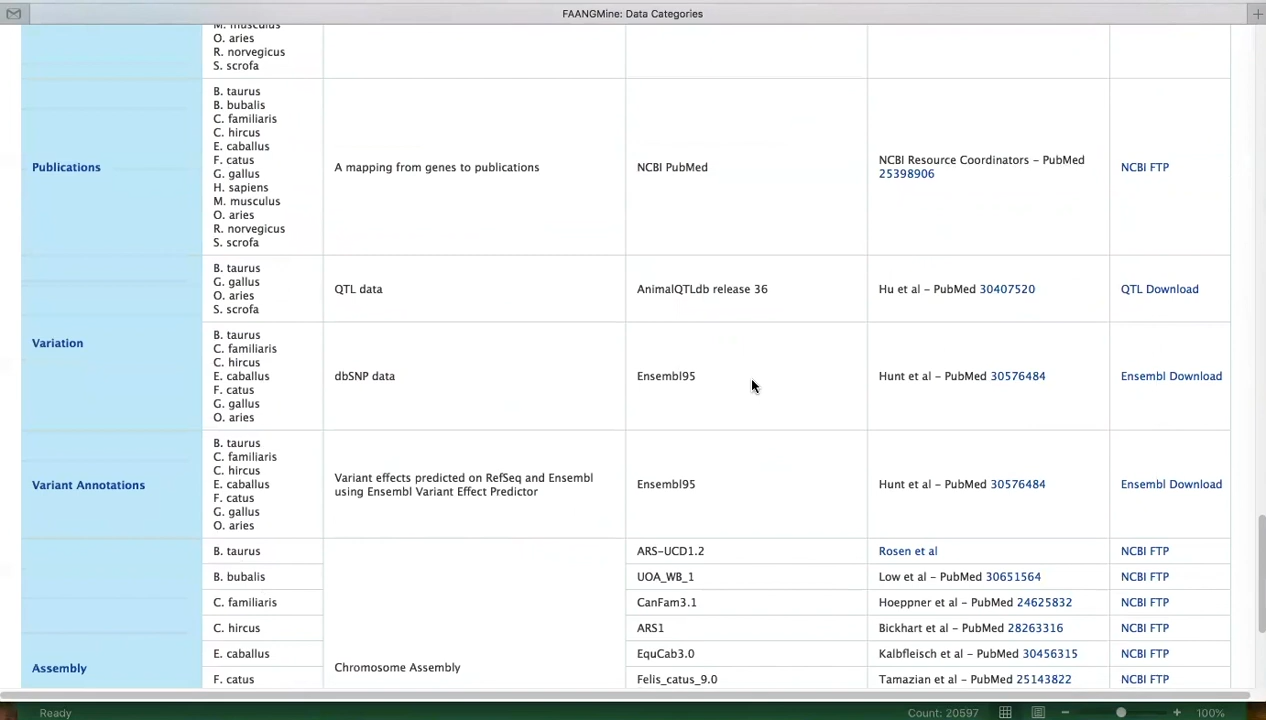 FAANGMine: Data Categories
M. musculus
O. aries
R. norvegicus
S. scrofa
Publications
B. taurus
B. bubalis
C. familiaris
C. hircus
E. caballus
F. catus
G. gallus
H. sapiens
M. musculus
O. aries
R. norvegicus
S. scrofa
A mapping from genes to publications
NCBI PubMed
NCBI Resource Coordinators – PubMed
25398906
NCBI FTP
Variation
B. taurus
G. gallus
O. aries
S. scrofa
QTL data
AnimalQTLdb release 36
Hu et al – PubMed 30407520
QTL Download
B. taurus
C. familiaris
C. hircus
E. caballus
F. catus
G. gallus
O. aries
dbSNP data
Ensembl95
Hunt et al – PubMed 30576484
Ensembl Download
Variant Annotations
B. taurus
C. familiaris
C. hircus
E. caballus
F. catus
G. gallus
O. aries
Variant effects predicted on RefSeq and Ensembl
using Ensembl Variant Effect Predictor
Ensembl95
Hunt et al – PubMed 30576484
Ensembl Download
Assembly
Chromosome Assembly
B. taurus
ARS-UCD1.2
Rosen et al
NCBI FTP
B. bubalis
UOA_WB_1
Low et al – PubMed 30651564
NCBI FTP
C. familiaris
CanFam3.1
Hoeppner et al – PubMed 24625832
NCBI FTP
C. hircus
ARS1
Bickhart et al – PubMed 28263316
NCBI FTP
E. caballus
EquCab3.0
Kalbfleisch et al – PubMed 30456315
NCBI FTP
F. catus
Felis_catus_9.0
Tamazian et al – PubMed 25143822
NCBI FTP
Ready
Count: 20597
100%